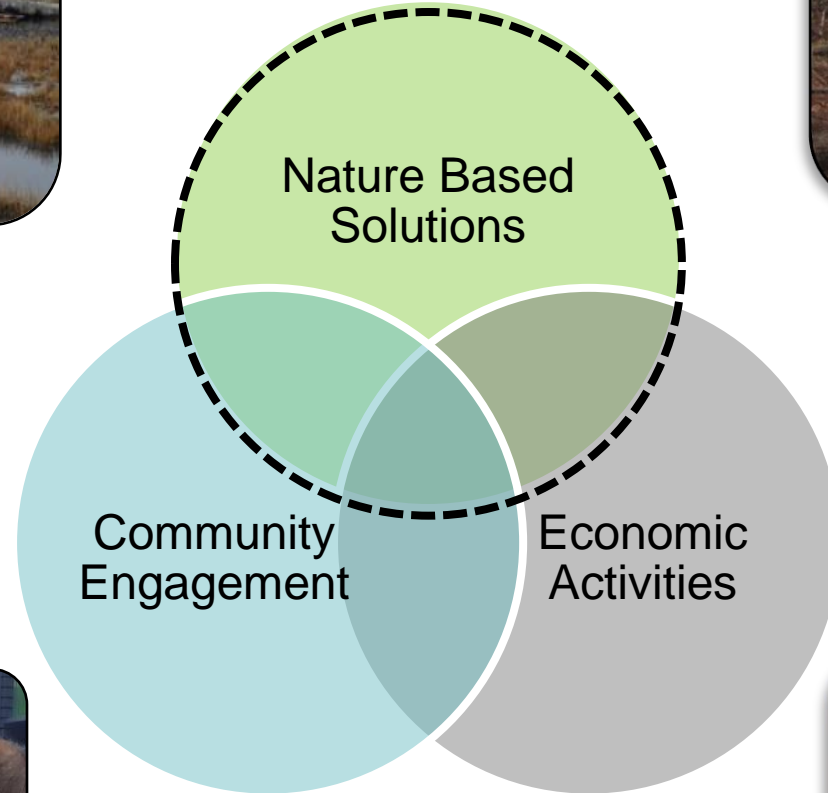 Nature Based
Solutions
Community
Engagement
Economic
Activities